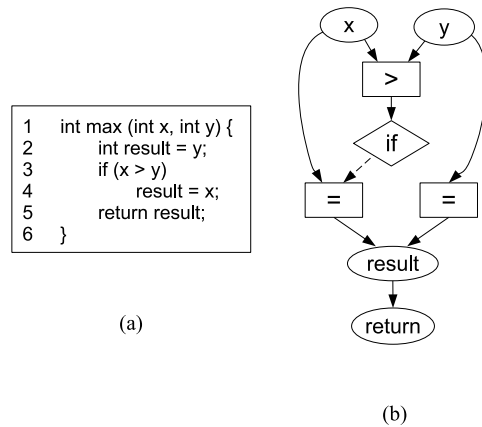 1 int max (int x, int y) {
2 int result = y;
3 if (x > y)
4 result = x;
5 return result;
6 }
(a)
x
y
>
if
=
=
result
return
(b)